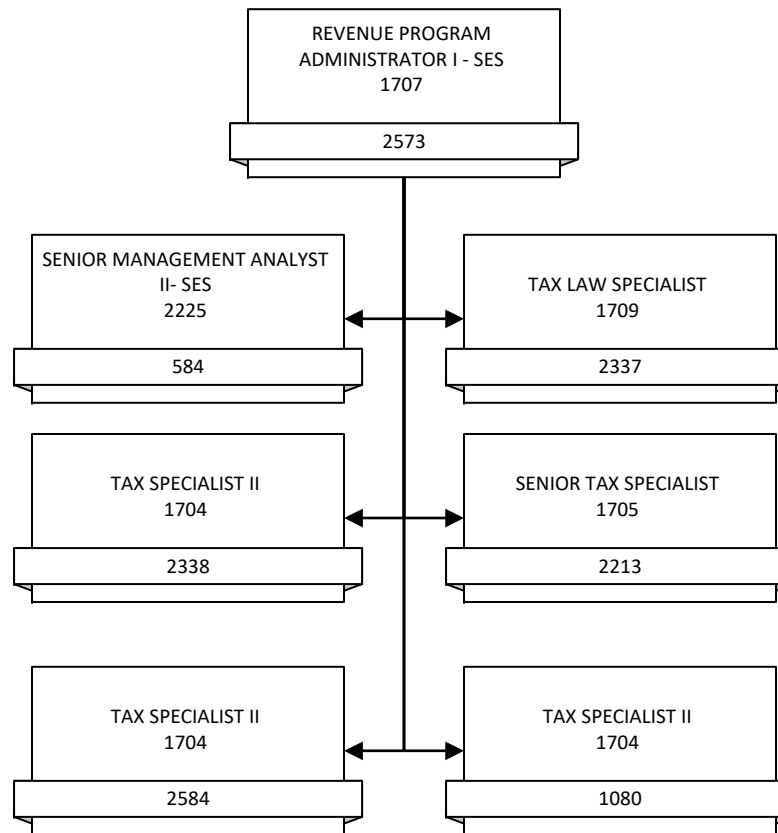 REVENUE PROGRAM
ADMINISTRATOR I - SES
1707
2573
SENIOR MANAGEMENT ANALYST
II- SES
2225
584
TAX LAW SPECIALIST
1709
2337
TAX SPECIALIST II
1704
2338
SENIOR TAX SPECIALIST
1705
2213
TAX SPECIALIST II
1704
2584
TAX SPECIALIST II
1704
1080